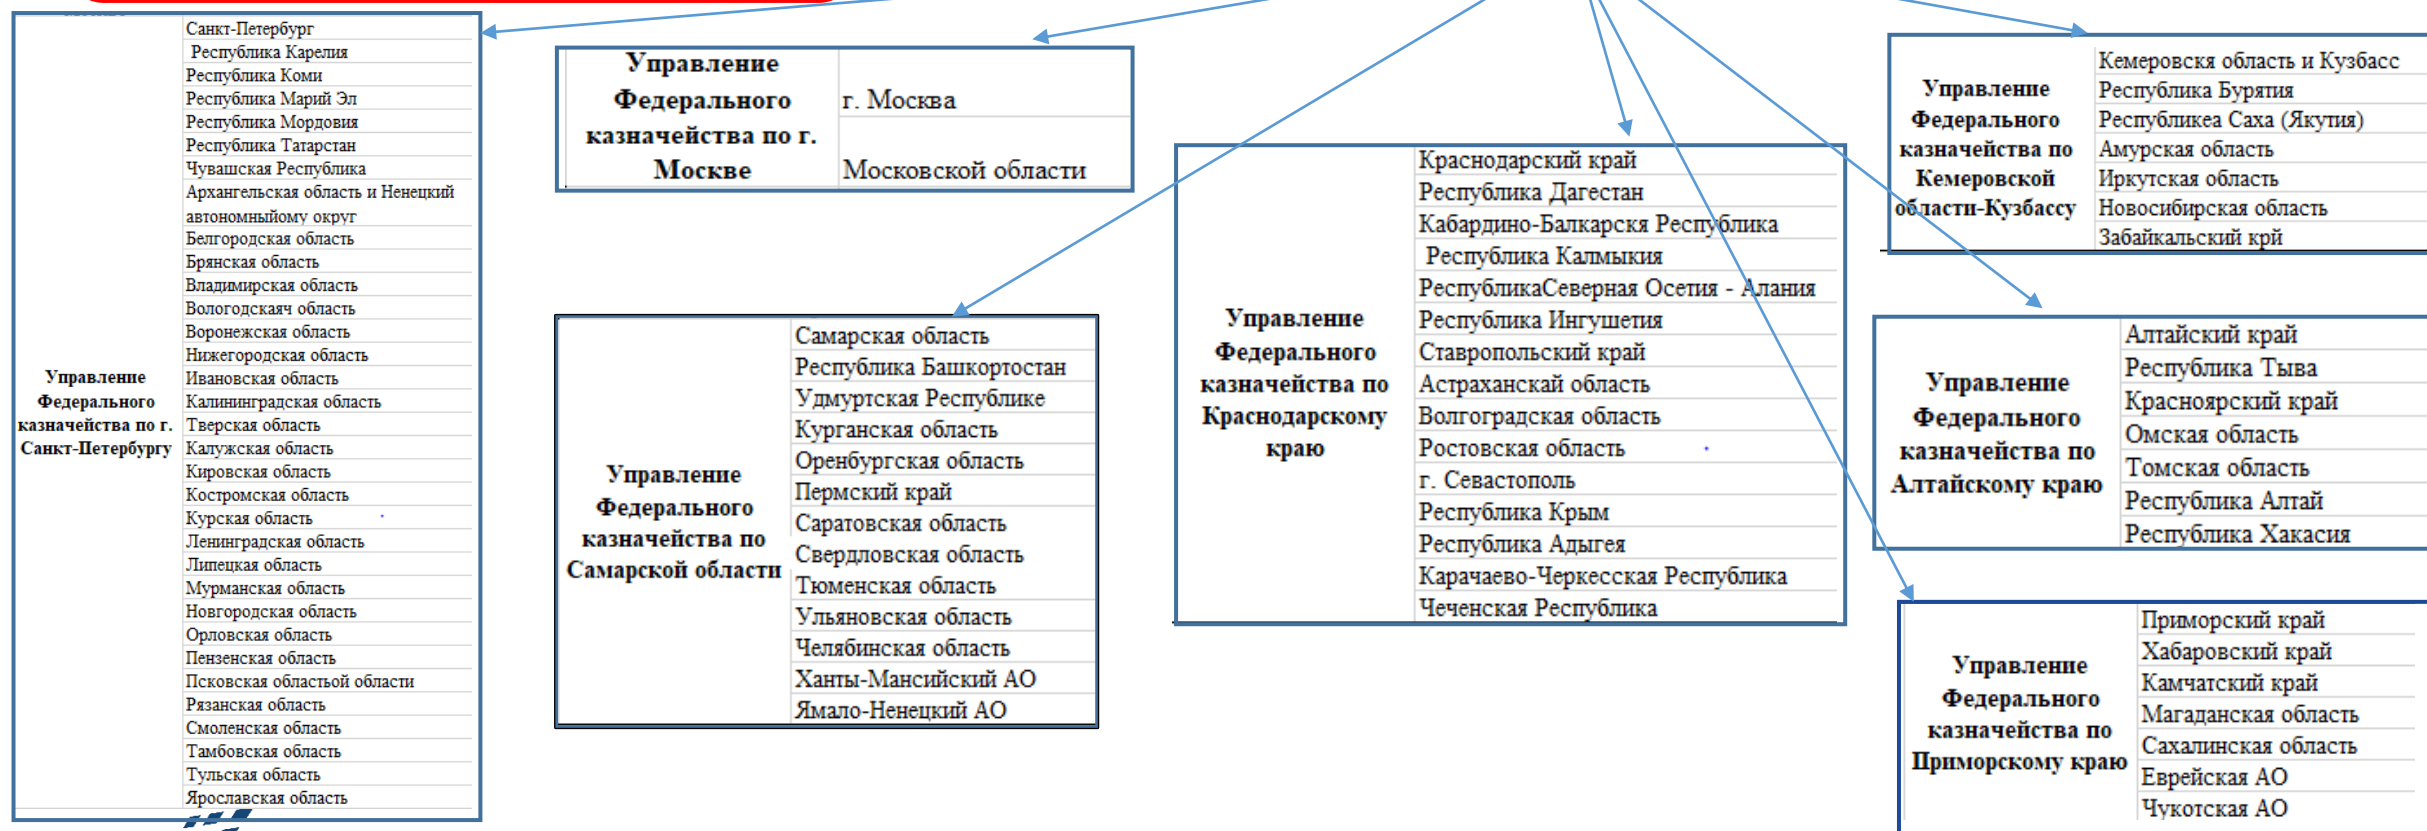 Управление
Федерального
казначейства по г.
Санкт-Петербургу
Санкт-Петербург
Республика Карелия
Республика Коми
Республика Марий Эл
Республика Мордовия
Республика Татарстан
Чувашская Республика
Архангельская область и Ненецкий
автономныйому округ
Белгородская область
Брянская область
Владимирская область
Вологодскаяч область
Воронежская область
Нижегородская область
Ивановская область
Калининградская область
Тверская область
Калужская область
Кировская область
Костромская область
Курская область
Ленинградская область
Липецкая область
Мурманская область
Новгородская область
Орловская область
Пензенская область
Псковская областьой области
Рязанская область
Смоленская область
Тамбовская область
Тульская область
Ярославская область
Управление
Федерального
казначейства по г.
Москве
г. Москва
Московской области
Управление
Федерального
казначейства по
Самарской области
Самарская область
Республика Башкортостан
Удмуртская Республике
Курганская область
Оренбургская область
Пермский край
Саратовская область
Свердловская область
Тюменская область
Ульяновская область
Челябинская область
Ханты-Мансийский АО
Ямало-Ненецкий АО
Управление
Федерального
казначейства по
Краснодарскому
краю
Краснодарский край
Республика Дагестан
Кабардино-Балкарскя Республика
Республика Калмыкия
РеспубликаСеверная Осетия - Алания
Республика Ингушетия
Ставропольский край
Астраханскай область
Волгоградская область
Ростовская область
г. Севастополь
Республика Крым
Республика Адыгея
Карачаево-Черкесская Республика
Чеченская Республика
Управление
Федерального
казначейства по
Кемеровской
области-Кузбассу
Кемеровскя область и Кузбасс
Республика Бурятия
Республикеа Саха (Якутия)
Амурская область
Иркутская область
Новосибирская область
Забайкальский крй
Управление
Федерального
казначейства по
Алтайскому краю
Алтайский край
Республика Тыва
Красноярский край
Омская область
Томская область
Республика Алтай
Республика Хакасия
Управление
Федерального
казначейства по
Приморскому краю
Приморский край
Хабаровский край
Камчатский край
Магаданская область
Сахалинская область
Еврейская АО
Чукотская АО